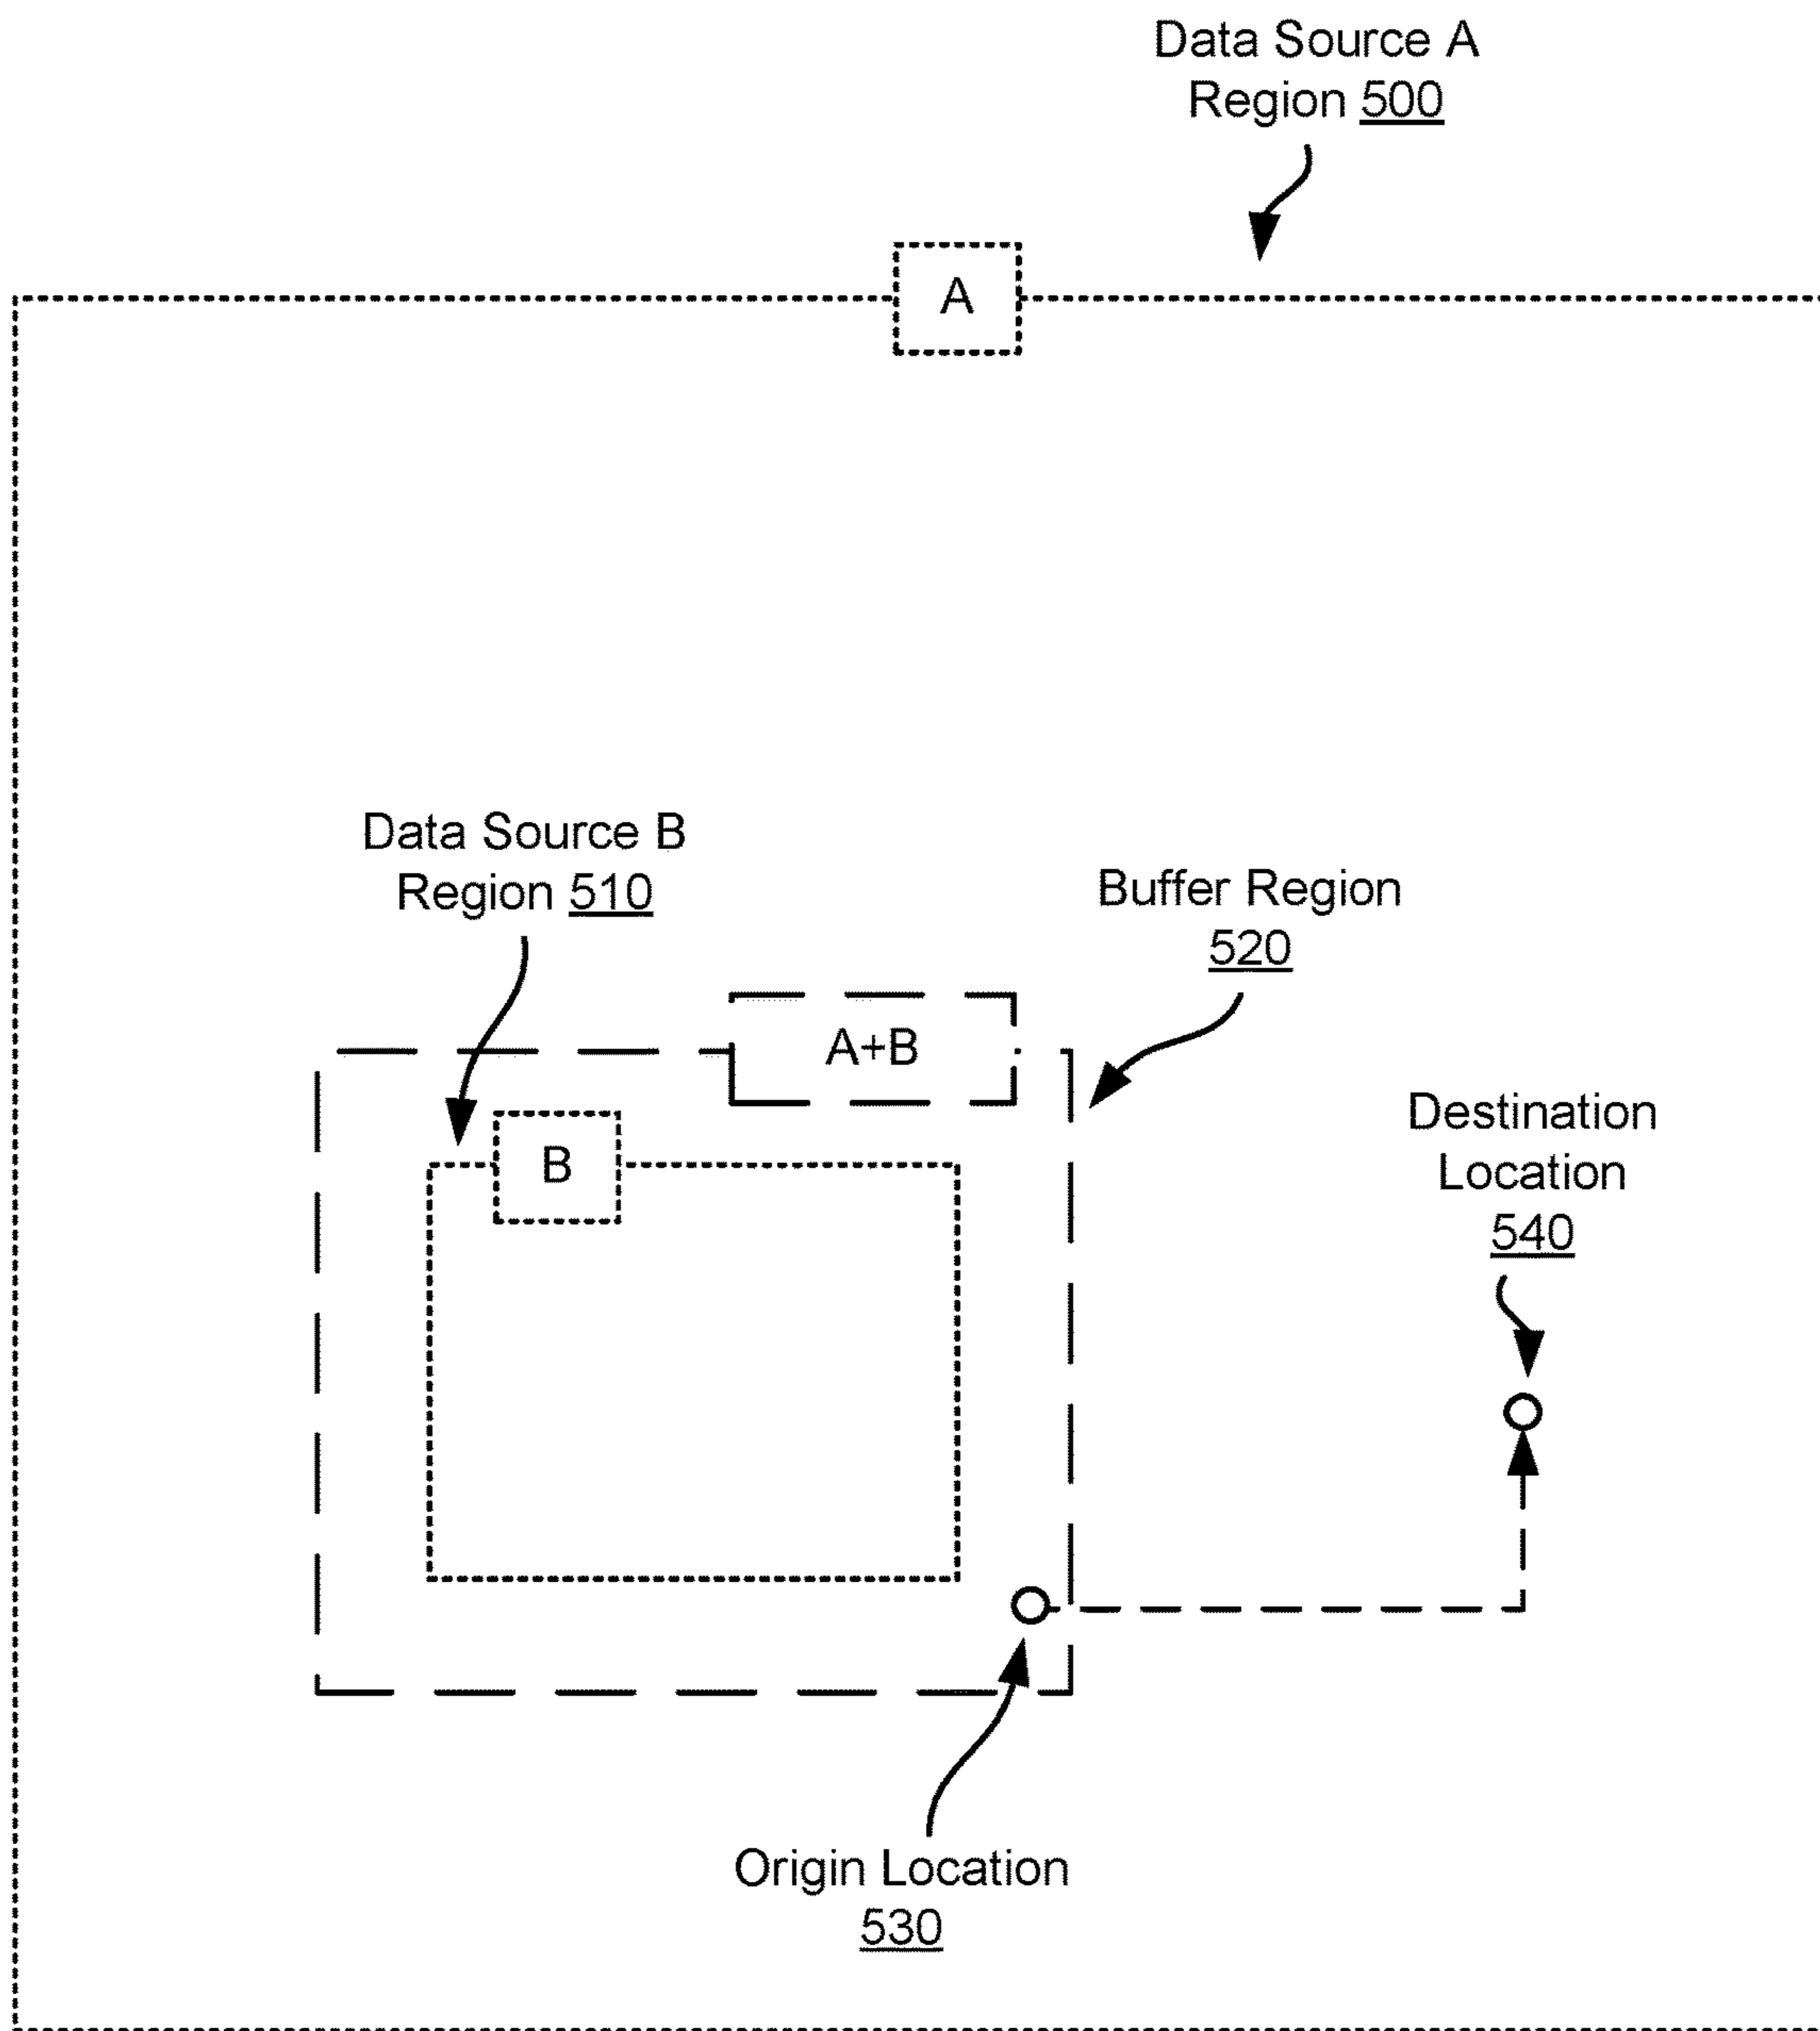 Data Source A
Region 500
A
Data Source B
Region 510
Buffer Region
520
A+B
B
Destination
Location
540
Origin Location
530